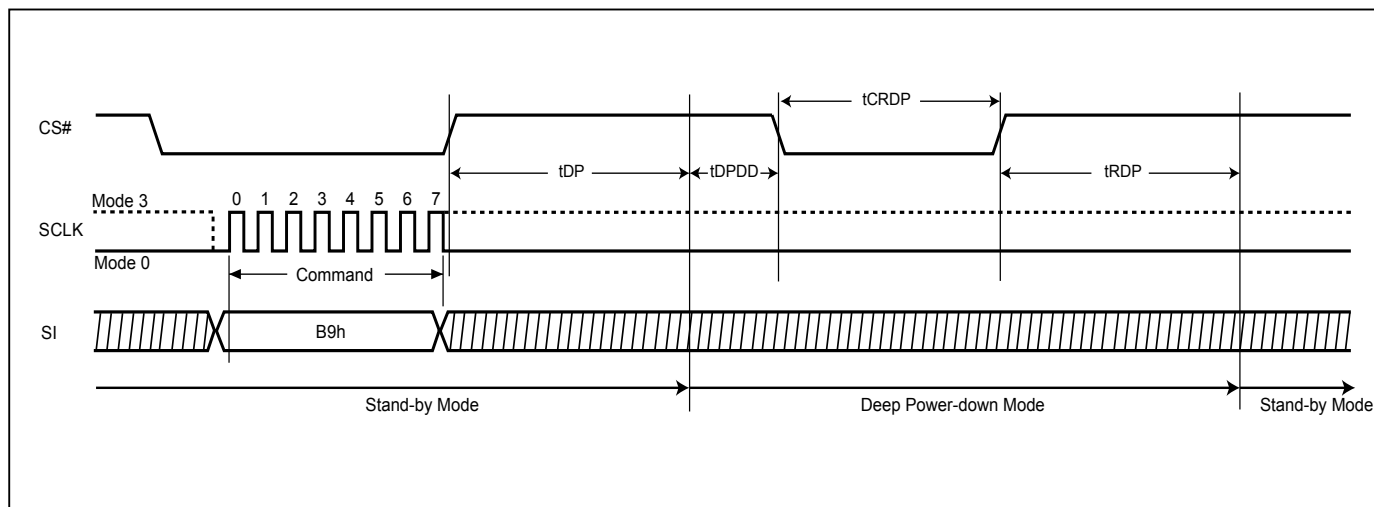 tCRDP
CS#
tDP
tDPDD
tRDP
Mode 3
0 1 2 3 4 5 6 7
SCLK
Mode 0
Command
SI
B9h
Stand-by Mode
Deep Power-down Mode
Stand-by Mode